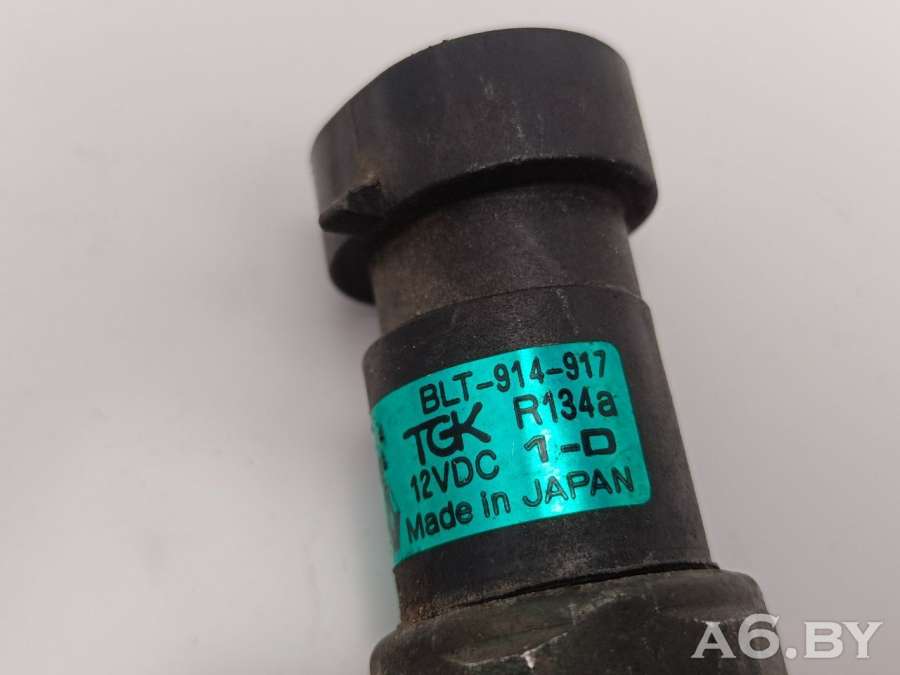 BLT-914-917
TGK R134a
12VDC 1-D
Made in JAPAN
A6.BY